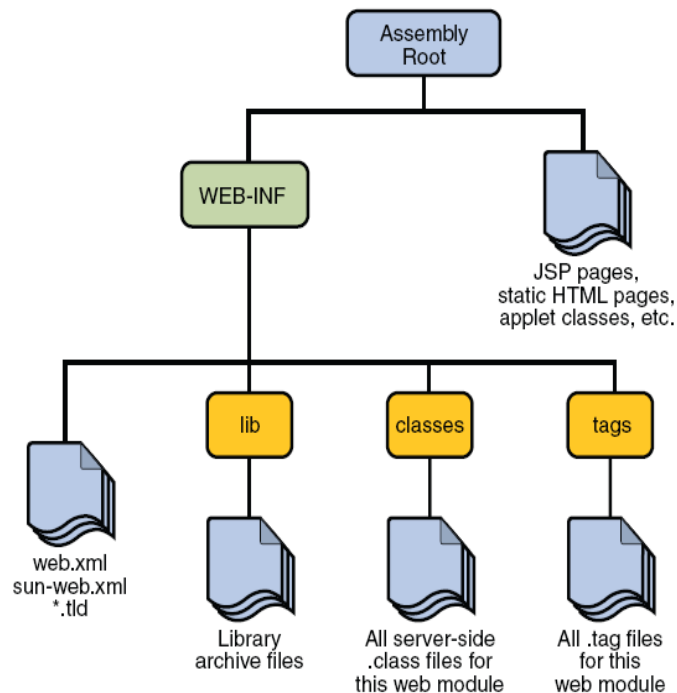 Assembly
Root
WEB-INF
JSP pages,
static HTML pages,
applet classes, etc.
lib
classes
tags
web.xml
sun-web.xml
*.tld
Library
archive files
All server-side
.class files for
this web module
All .tag files
for this
web module